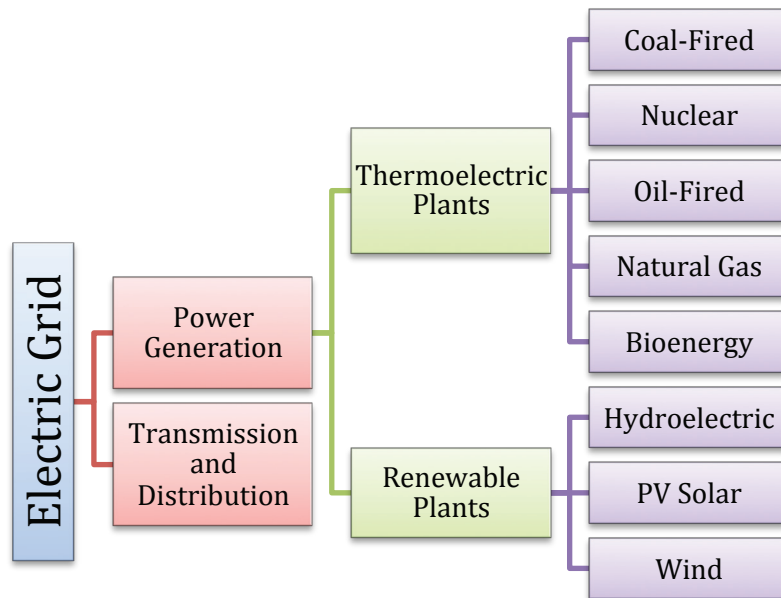 Electric Grid
Power
Generation
Transmission
and
Distribution
Thermoelectric
Plants
Renewable
Plants
Coal-Fired
Nuclear
Oil-Fired
Natural Gas
Bioenergy
Hydroelectric
PV Solar
Wind